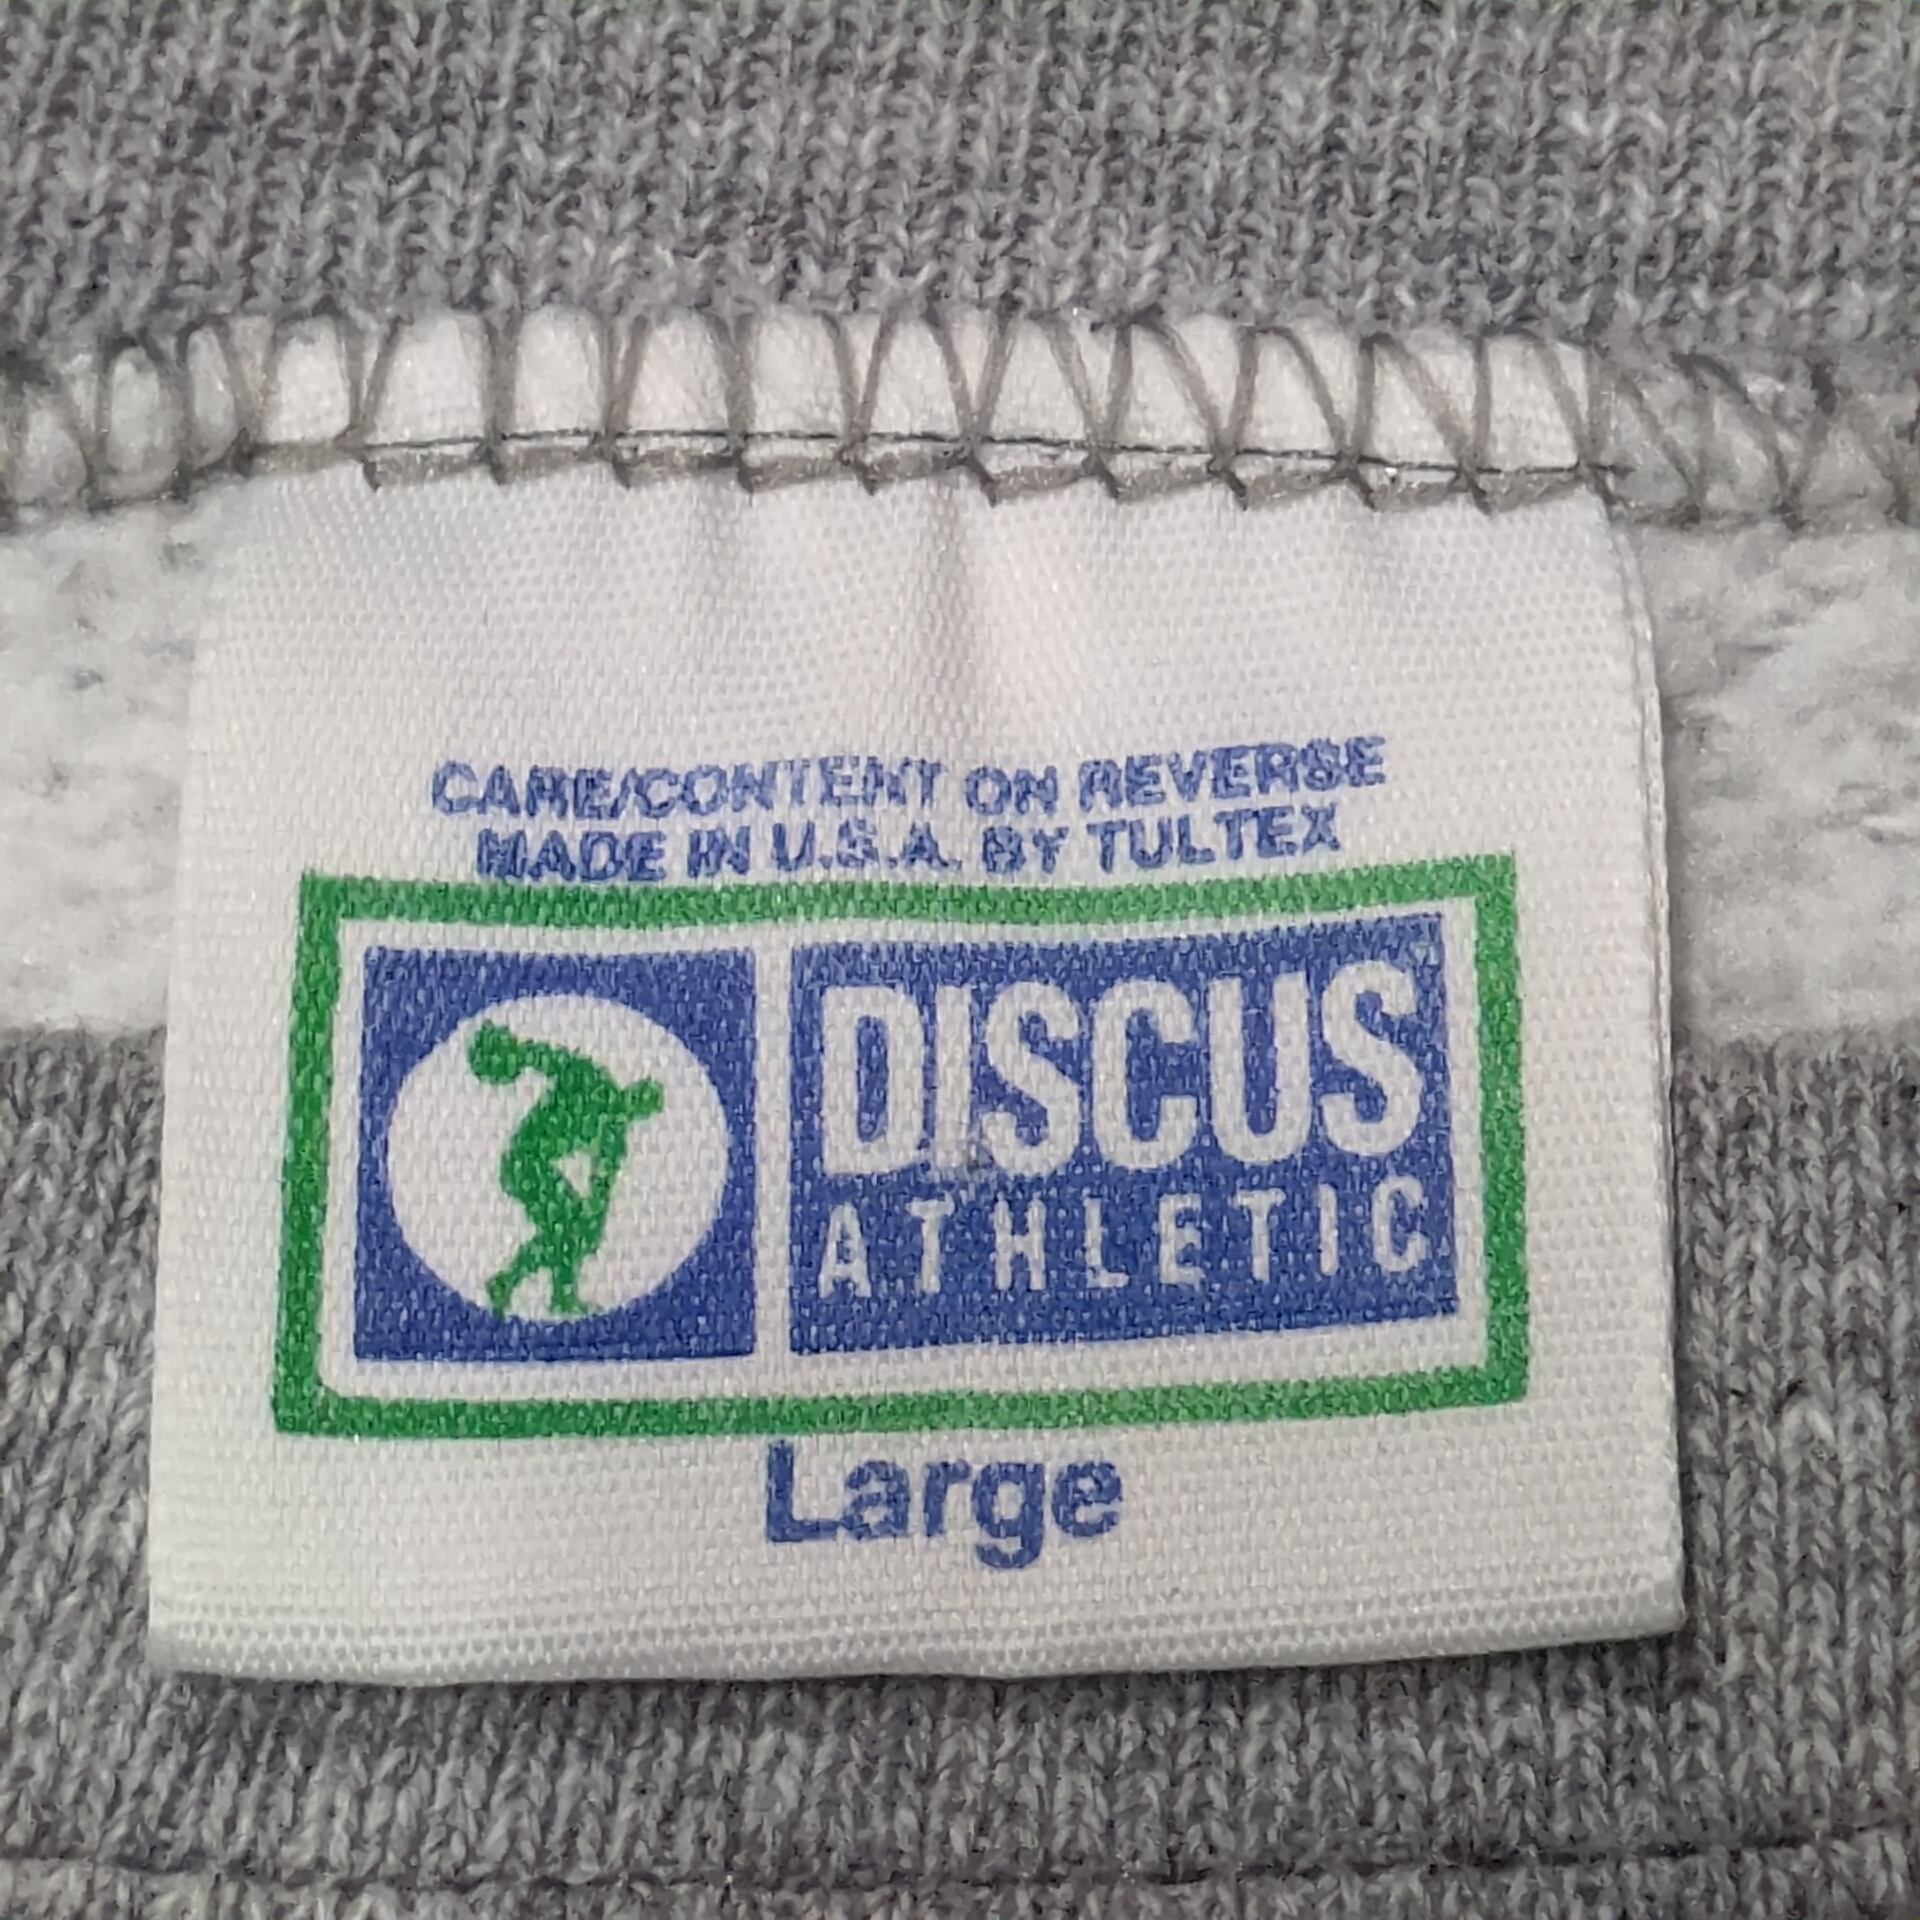 CARE/CONTENT ON REVERSE
MADE IN U.S.A. BY TULTEX
DISCUS
ATHLETIC
Large